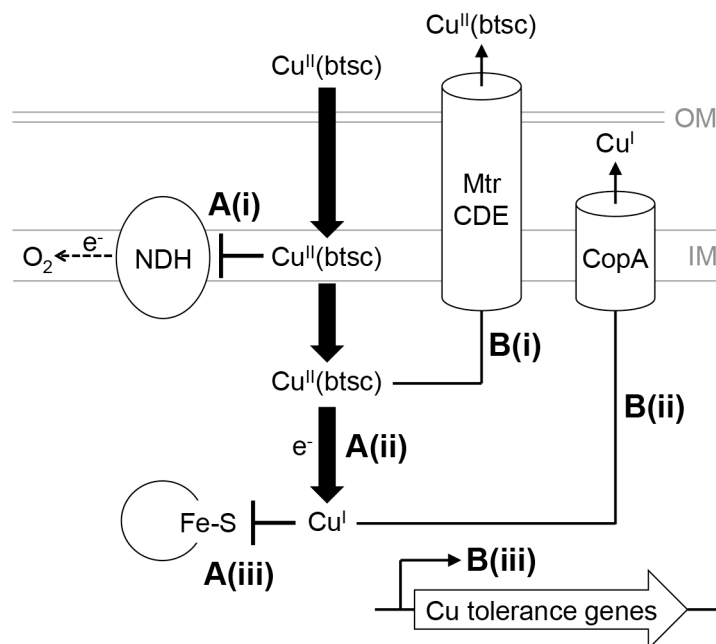 Cu^II(btsc)
Cu^II(btsc)
OM
Cu^I
Mtr
CDE
A(i)
O₂
e⁻
NDH
Cu^II(btsc)
CopA
IM
B(i)
Cu^II(btsc)
B(ii)
e⁻
A(ii)
Fe-S
Cu^I
A(iii)
B(iii)
Cu tolerance genes